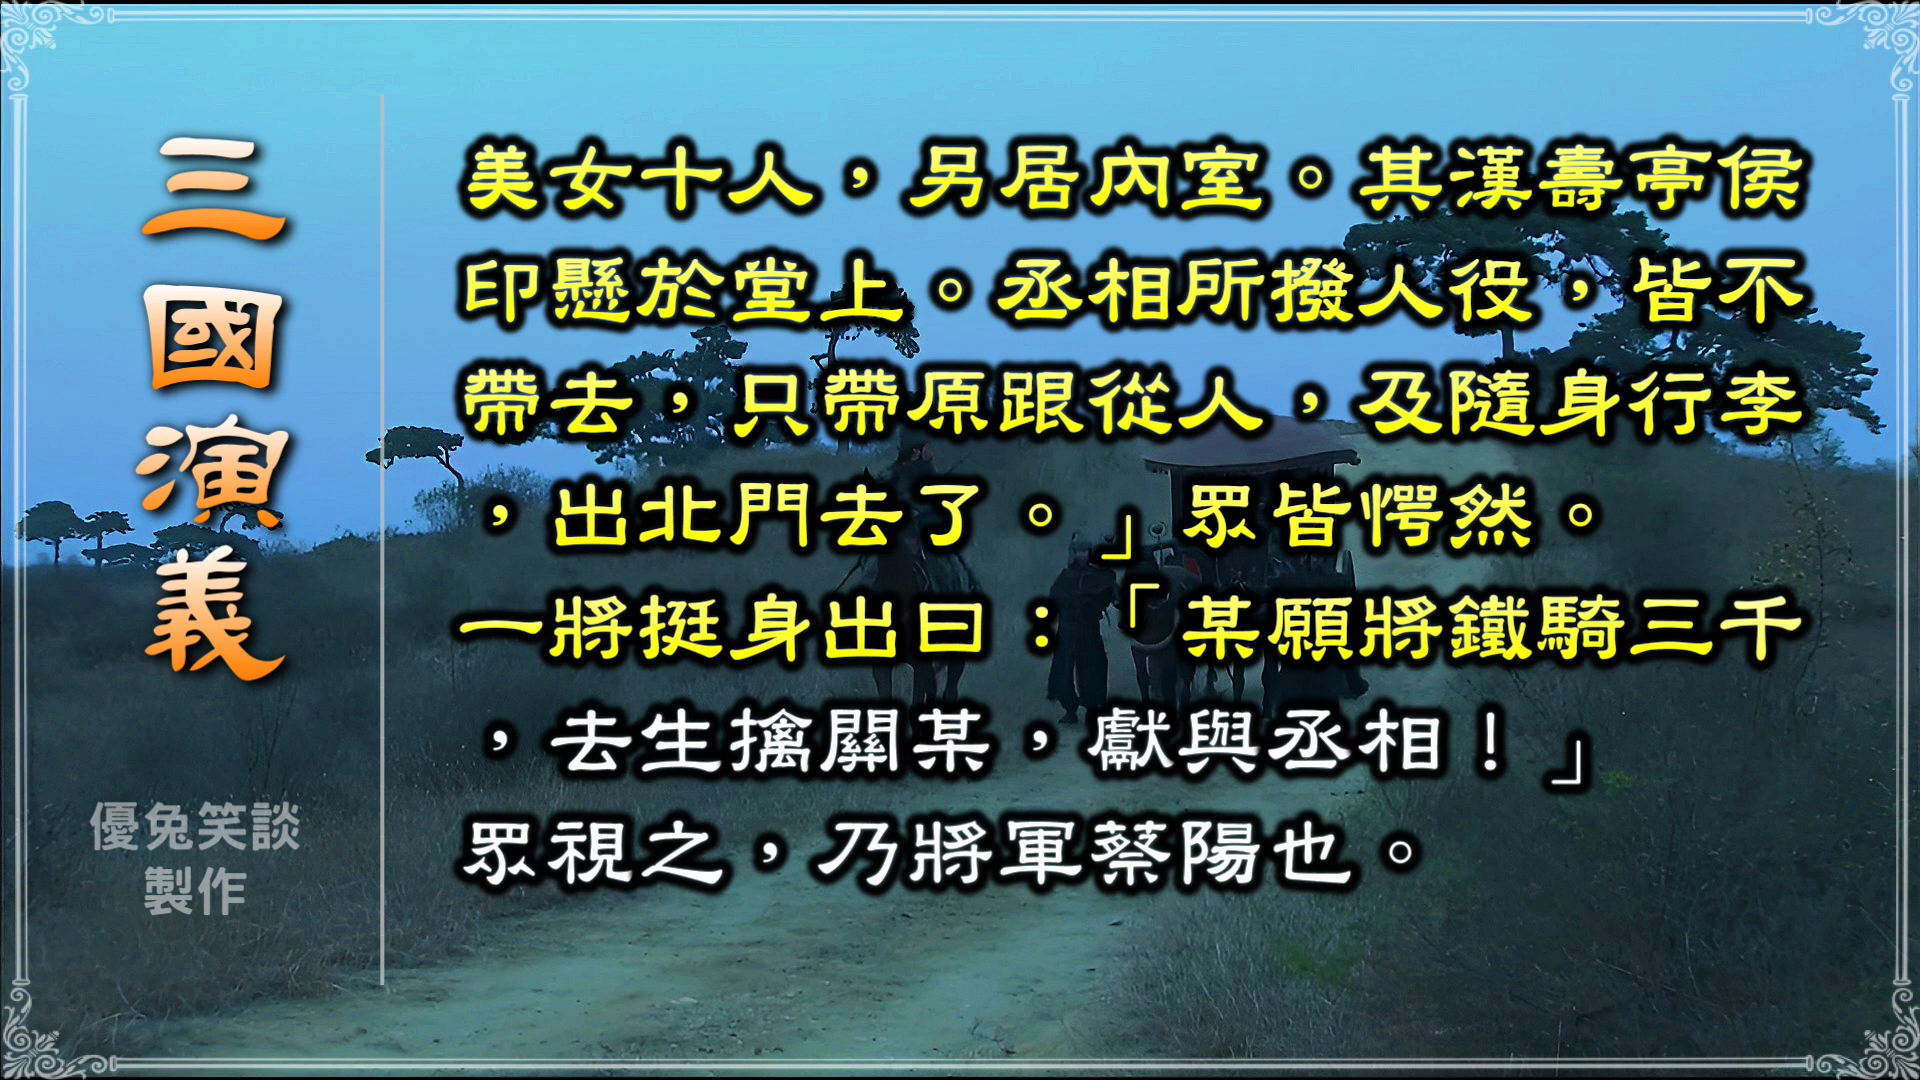 三國演義
優兔笑談
製作
美女十人，另居內室。其漢壽亭侯
印懸於堂上。丞相所撥人役，皆不
帶去，只帶原跟從人，及隨身行李
，出北門去了。」眾皆愕然。
一將挺身出曰：「某願將鐵騎三千
，去生擒關某，獻與丞相！」
眾視之，乃將軍蔡陽也。